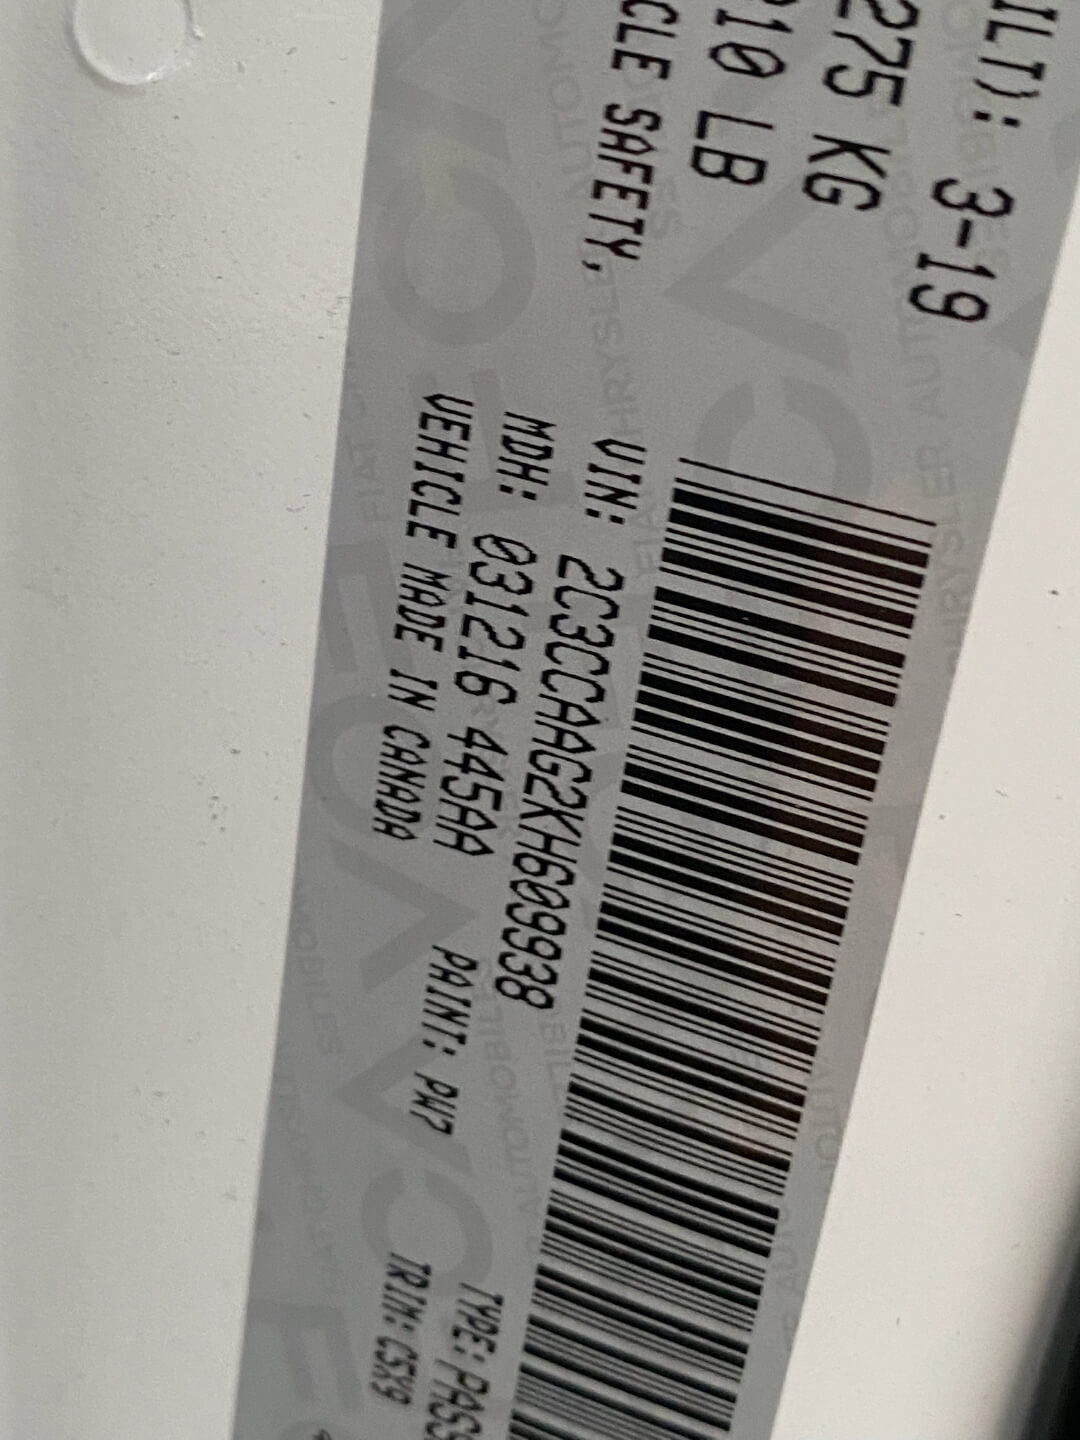 ILT): 3-19
275 KG
10 LB
CLE SAFETY,
VIN: 2C3CCAAG2KH609938
MDH: 031216 445AA PAINT: PW7 TYPE: PASS
VEHICLE MADE IN CANADA TRIM: C5X9